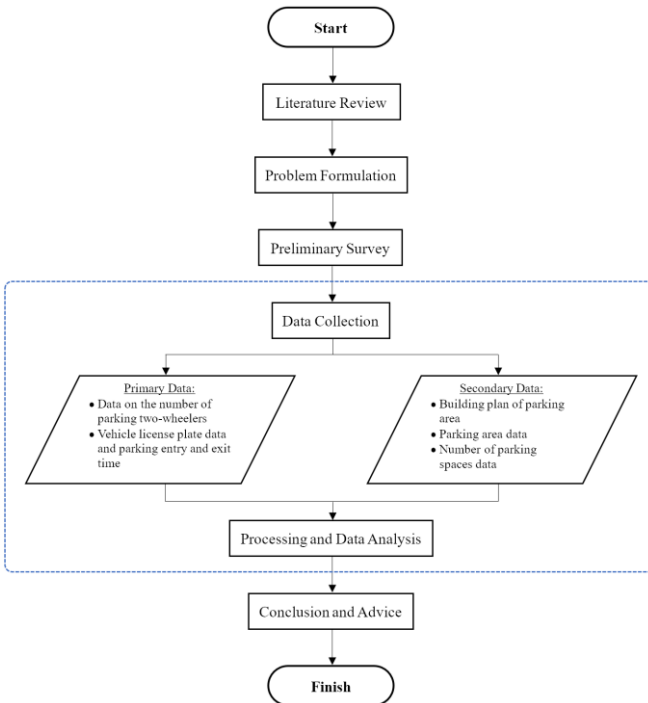 Start
Literature Review
Problem Formulation
Preliminary Survey
Data Collection
Primary Data:
• Data on the number of
parking two-wheelers
• Vehicle license plate data
and parking entry and exit
time
Secondary Data:
• Building plan of parking
area
• Parking area data
• Number of parking
spaces data
Processing and Data Analysis
Conclusion and Advice
Finish